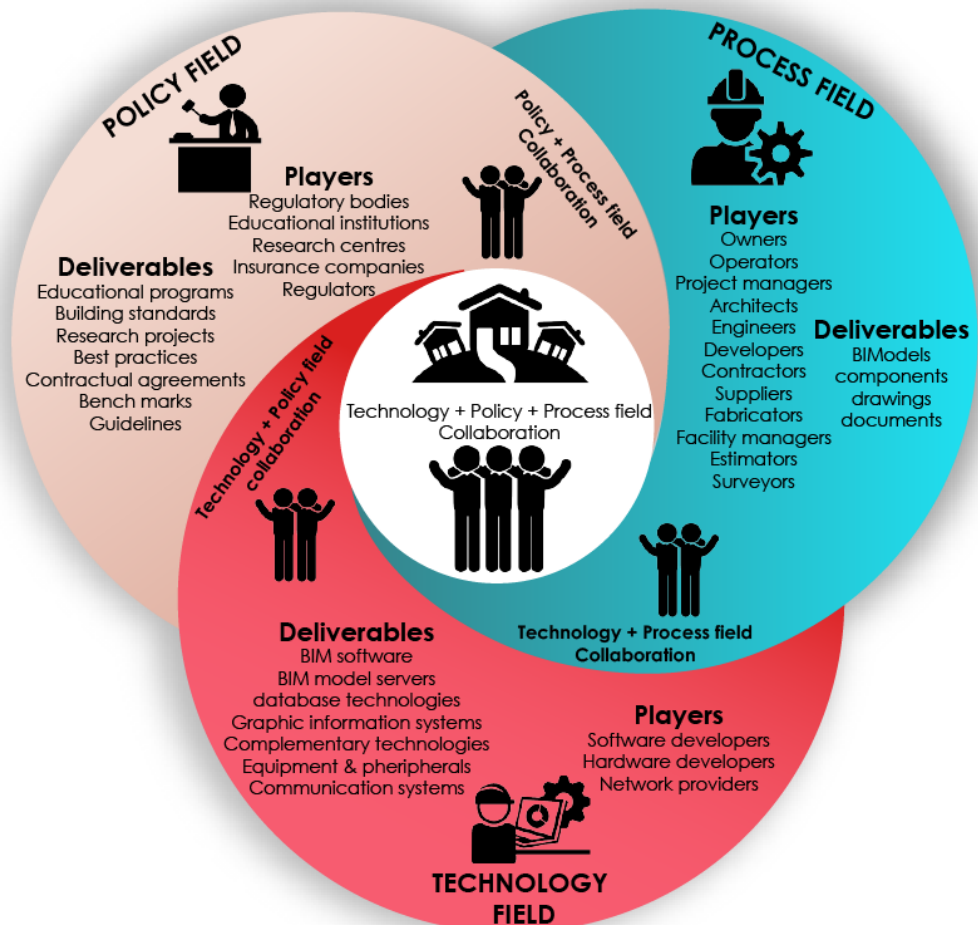 POLICY FIELD
Players
Regulatory bodies
Educational institutions
Research centres
Insurance companies
Regulators
Deliverables
Educational programs
Building standards
Research projects
Best practices
Contractual agreements
Bench marks
Guidelines
Policy + Process field
Collaboration
PROCESS FIELD
Players
Owners
Operators
Project managers
Architects
Engineers
Developers
Contractors
Suppliers
Fabricators
Facility managers
Estimators
Surveyors
Deliverables
BIModels
components
drawings
documents
Technology + Policy field
collaboration
Technology + Policy + Process field
Collaboration
Technology + Process field
Collaboration
Deliverables
BIM software
BIM model servers
database technologies
Graphic information systems
Complementary technologies
Equipment & pheripherals
Communication systems
Players
Software developers
Hardware developers
Network providers
TECHNOLOGY
FIELD